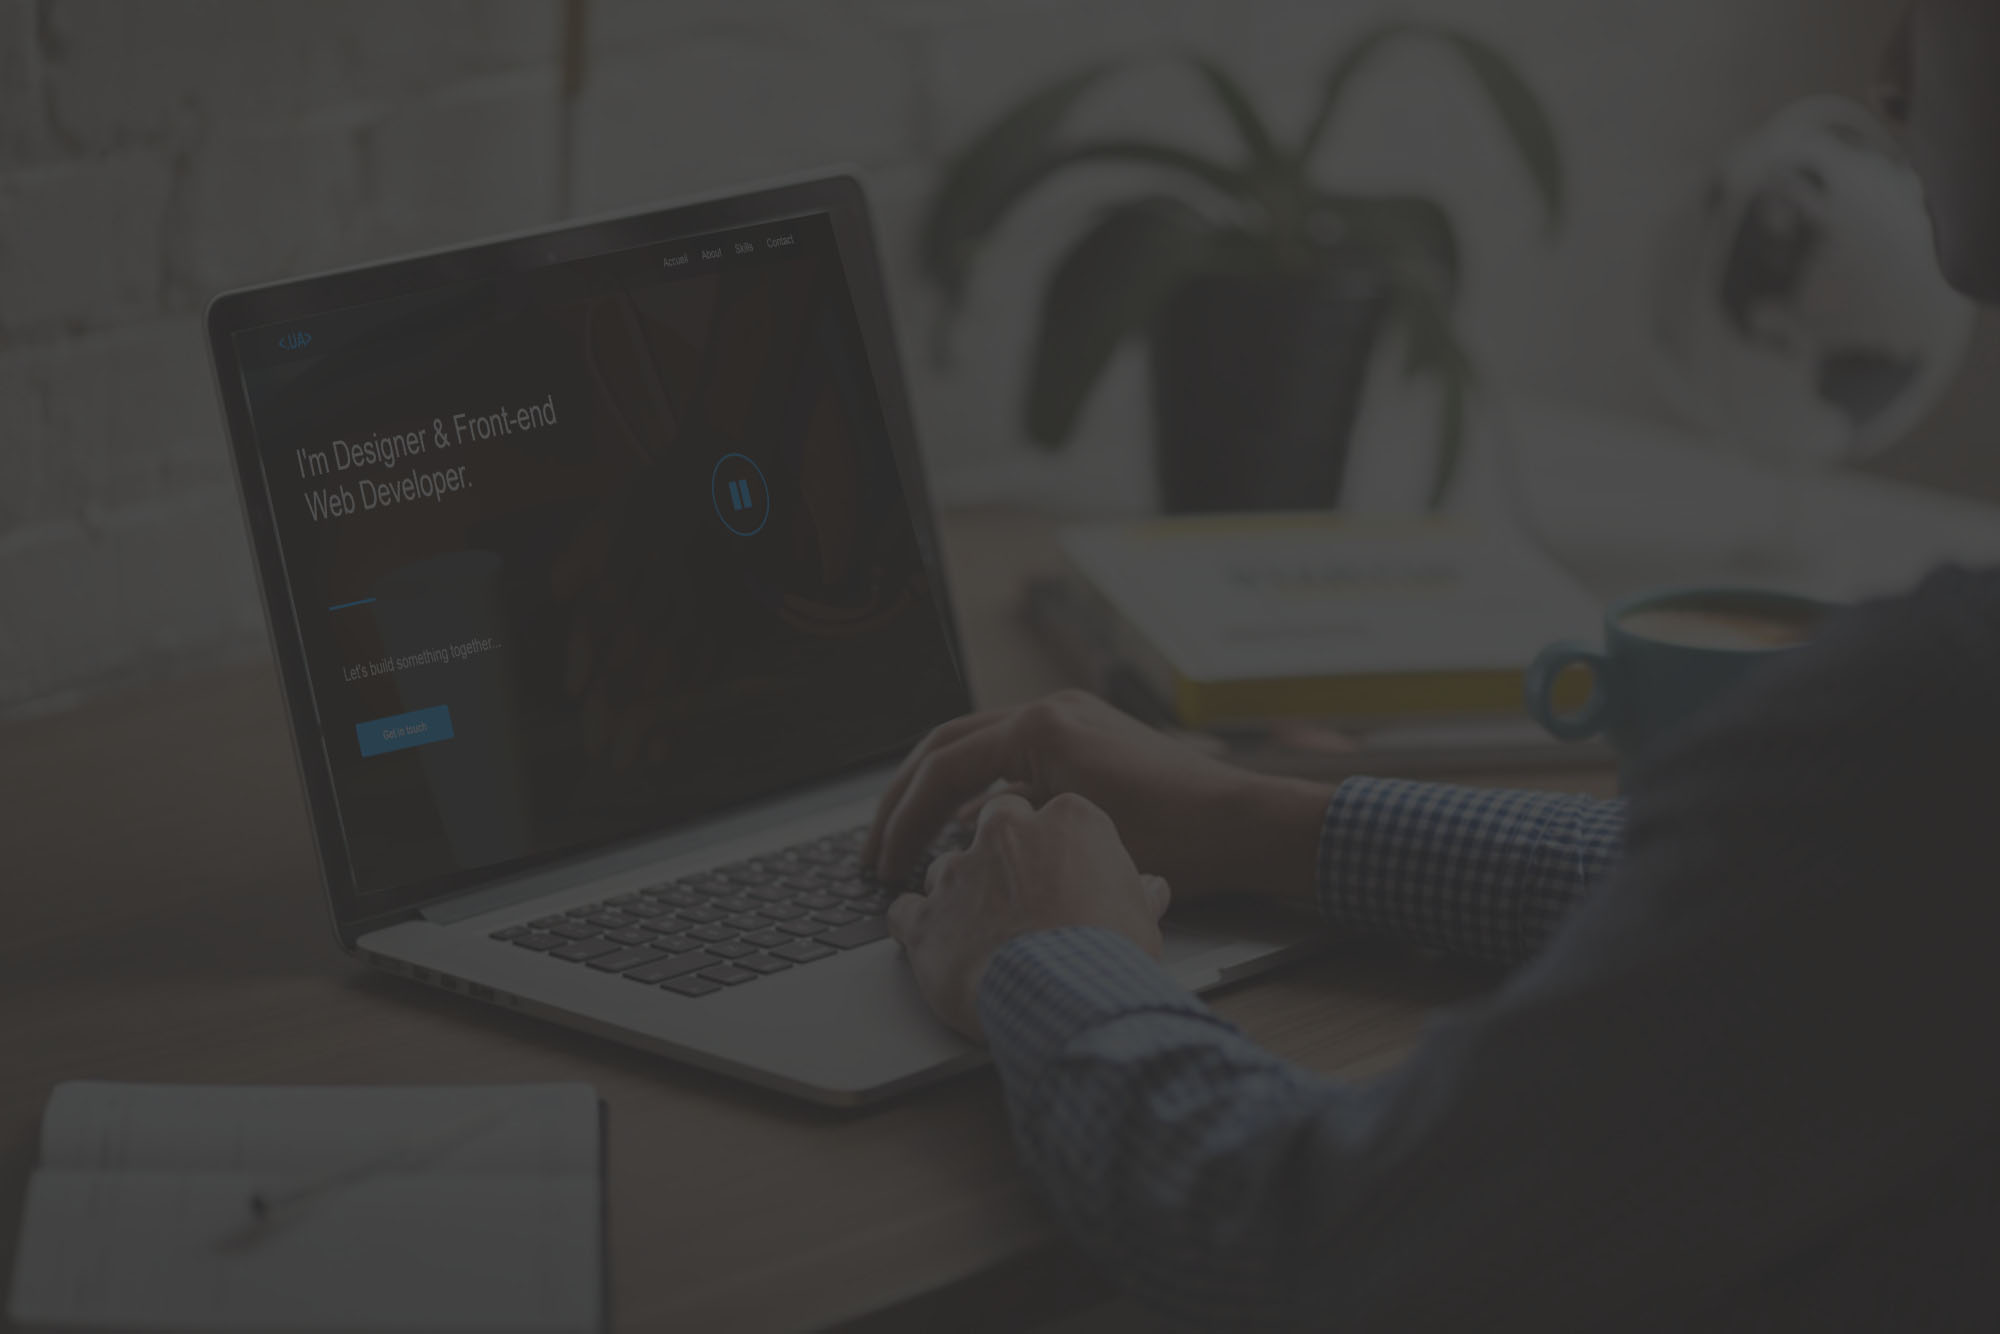 Accueil About Skills Contact
<.UA>
I'm Designer & Front-end
Web Developer.
Let's build something together...
Get in touch